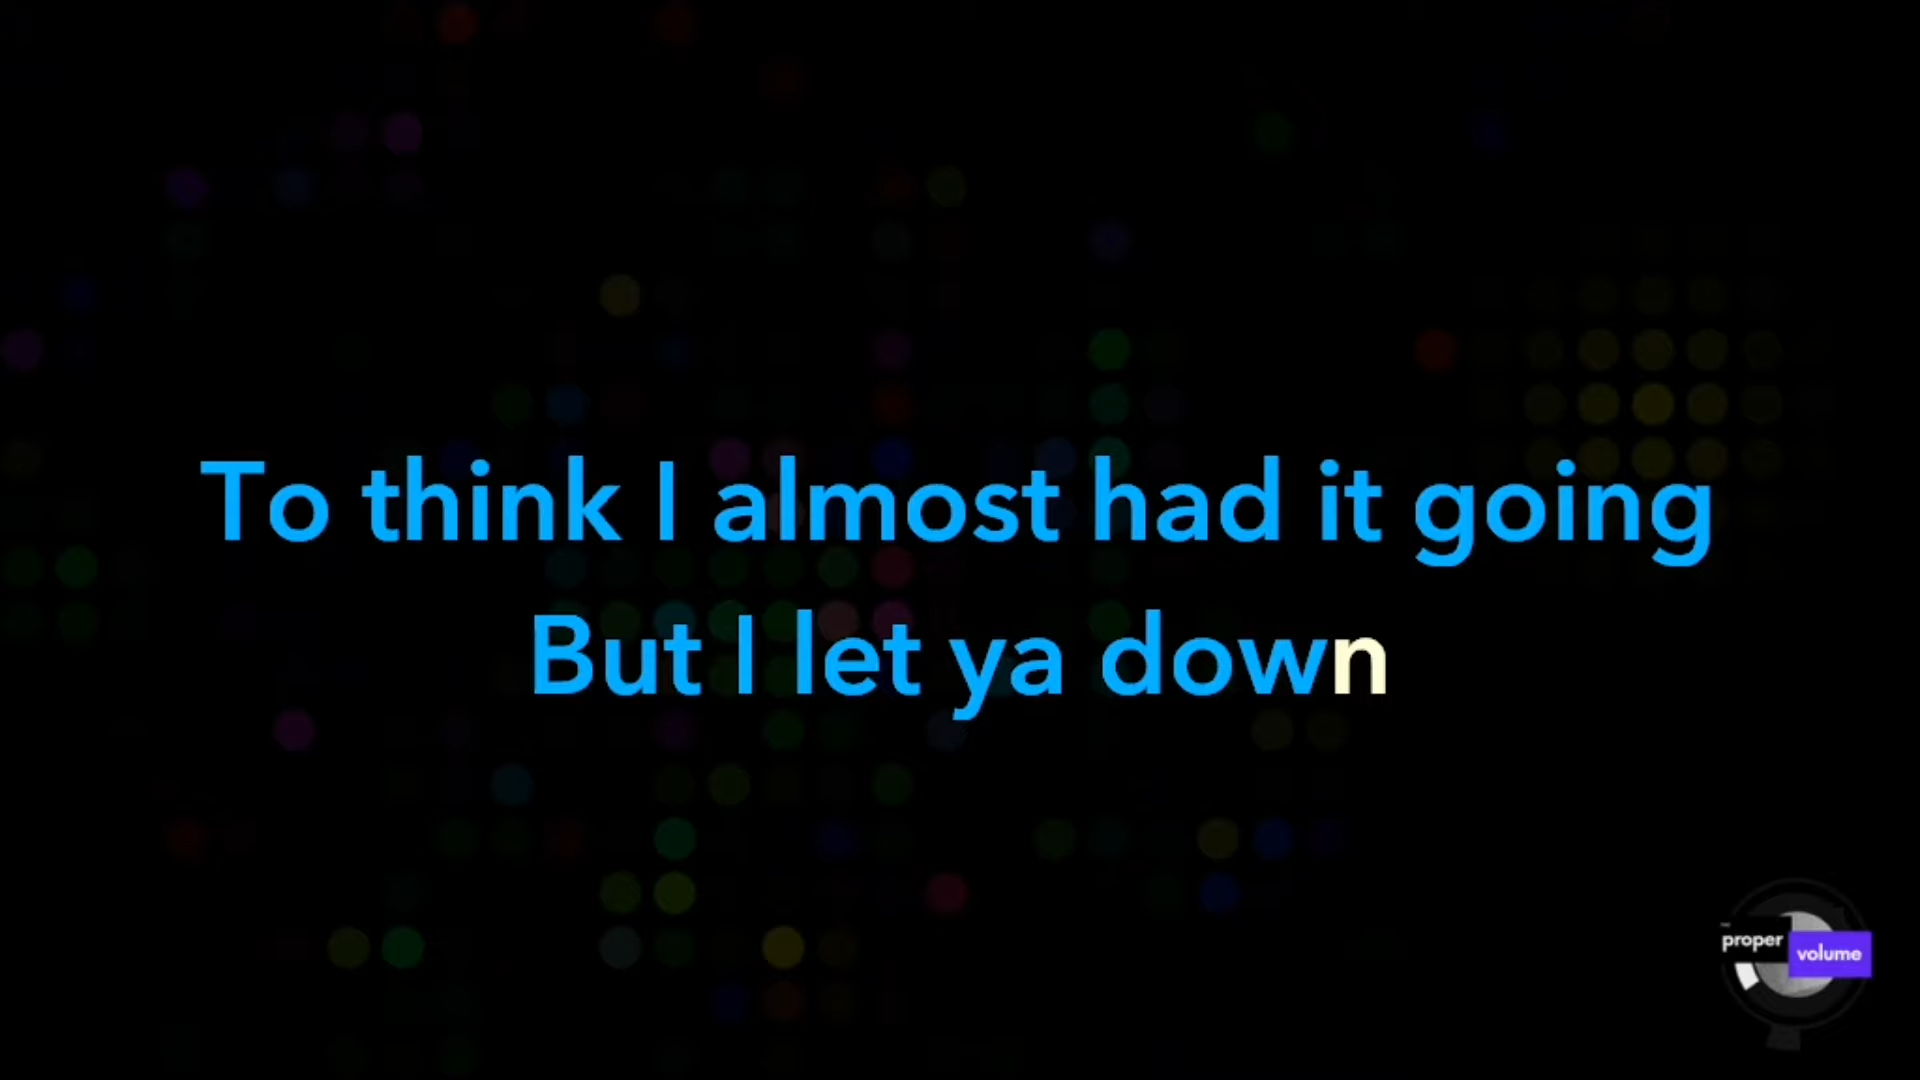 To think I almost had it going
But I let ya down
proper
volume